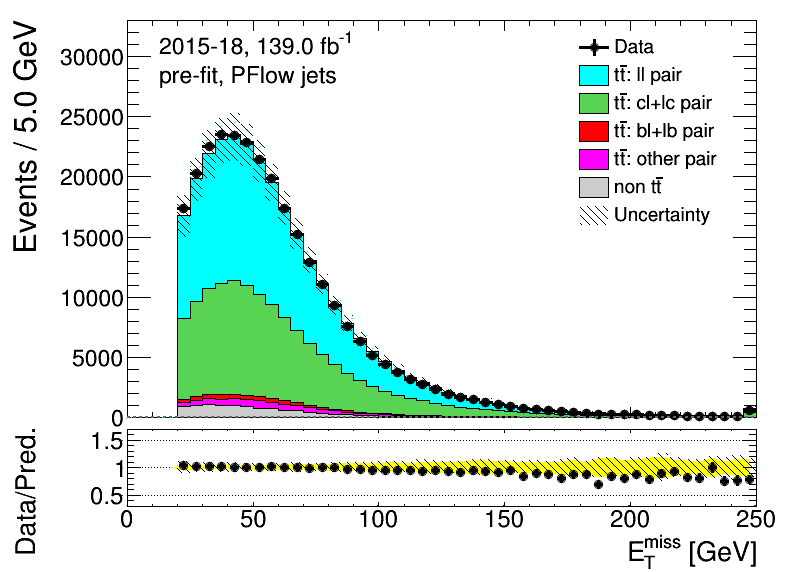 Events / 5.0 GeV
30000
25000
20000
15000
10000
5000
0
2015-18, 139.0 fb⁻¹
pre-fit, PFlow jets
Data
tt̄: ll pair
tt̄: cl+lc pair
tt̄: bl+lb pair
tt̄: other pair
non tt̄
Uncertainty
Data/Pred.
1.5
1
0.5
0 50 100 150 200 250
E_T^miss [GeV]